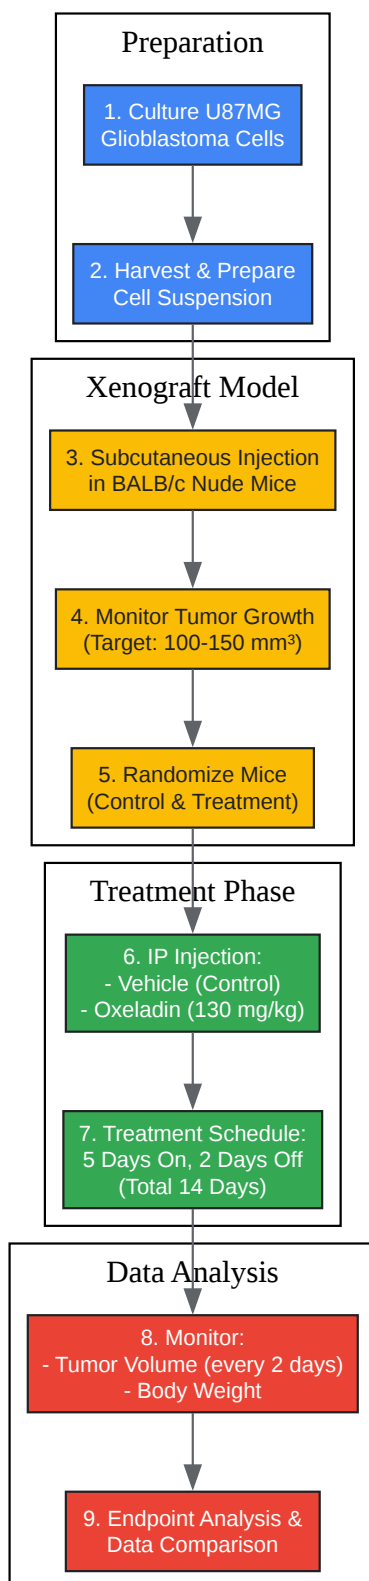 Preparation
1. Culture U87MG
Glioblastoma Cells
2. Harvest & Prepare
Cell Suspension
Xenograft Model
3. Subcutaneous Injection
in BALB/c Nude Mice
4. Monitor Tumor Growth
(Target: 100-150 mm³)
5. Randomize Mice
(Control & Treatment)
Treatment Phase
6. IP Injection:
- Vehicle (Control)
- Oxeladin (130 mg/kg)
7. Treatment Schedule:
5 Days On, 2 Days Off
(Total 14 Days)
Data Analysis
8. Monitor:
- Tumor Volume (every 2 days)
- Body Weight
9. Endpoint Analysis &
Data Comparison